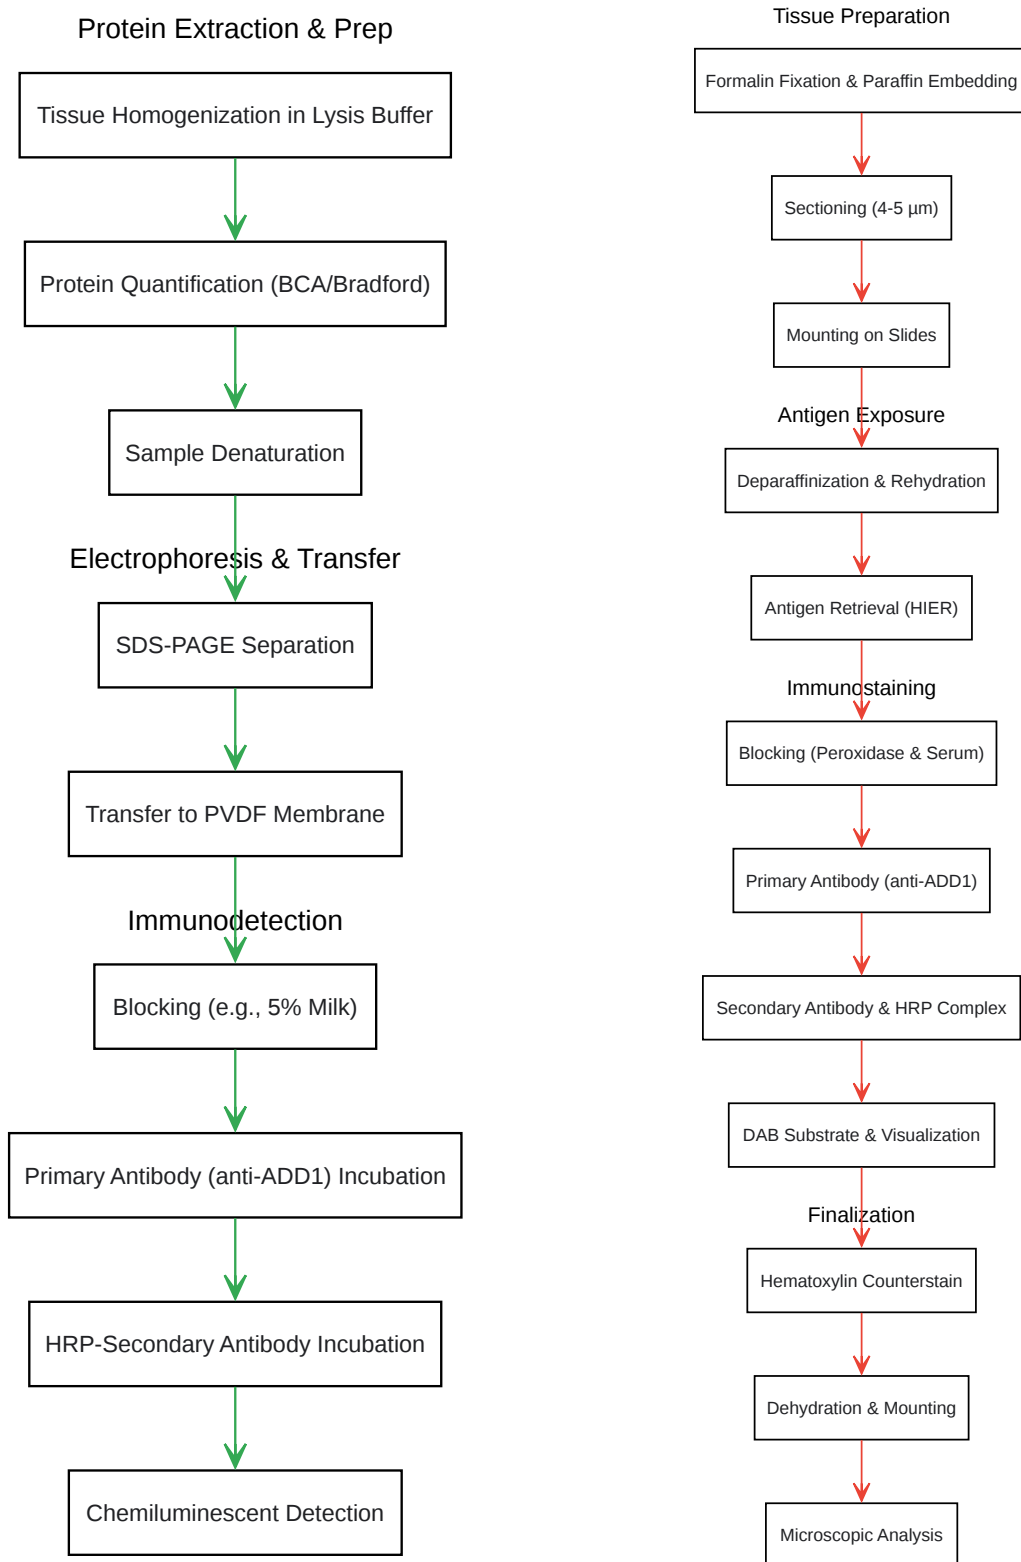 Protein Extraction & Prep
Tissue Homogenization in Lysis Buffer
Protein Quantification (BCA/Bradford)
Sample Denaturation
Electrophoresis & Transfer
SDS-PAGE Separation
Transfer to PVDF Membrane
Immunodetection
Blocking (e.g., 5% Milk)
Primary Antibody (anti-ADD1) Incubation
HRP-Secondary Antibody Incubation
Chemiluminescent Detection
Tissue Preparation
Formalin Fixation & Paraffin Embedding
Sectioning (4-5 µm)
Mounting on Slides
Antigen Exposure
Deparaffinization & Rehydration
Antigen Retrieval (HIER)
Immunostaining
Blocking (Peroxidase & Serum)
Primary Antibody (anti-ADD1)
Secondary Antibody & HRP Complex
DAB Substrate & Visualization
Finalization
Hematoxylin Counterstain
Dehydration & Mounting
Microscopic Analysis